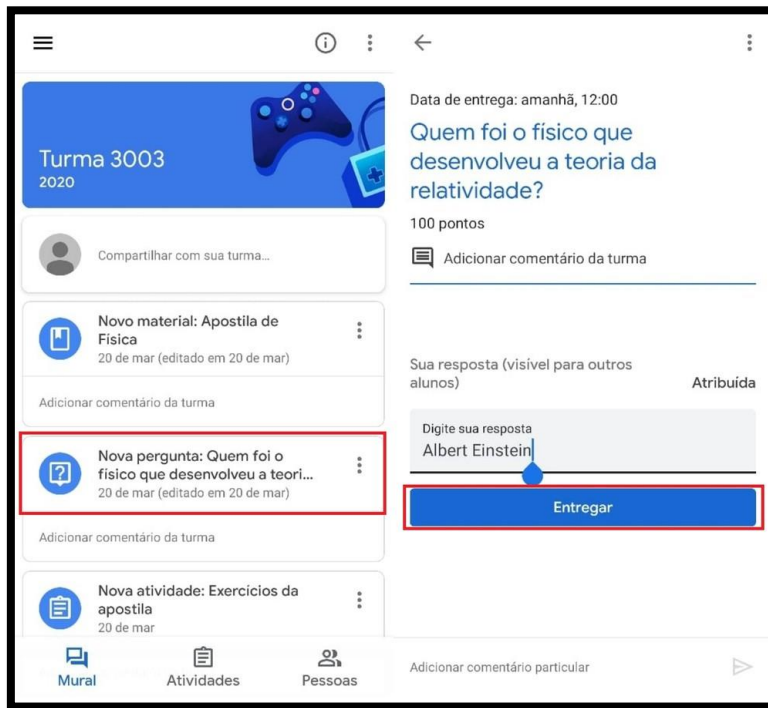 Turma 3003
2020
Compartilhar com sua turma...
Novo material: Apostila de
Física
20 de mar (editado em 20 de mar)
Adicionar comentário da turma
Nova pergunta: Quem foi o
físico que desenvolveu a teori...
20 de mar (editado em 20 de mar)
Adicionar comentário da turma
Nova atividade: Exercícios da
apostila
20 de mar
Mural
Atividades
Pessoas
Data de entrega: amanhã, 12:00
Quem foi o físico que
desenvolveu a teoria da
relatividade?
100 pontos
Adicionar comentário da turma
Sua resposta (visível para outros
alunos)
Atribuída
Digite sua resposta
Albert Einstein
Entregar
Adicionar comentário particular